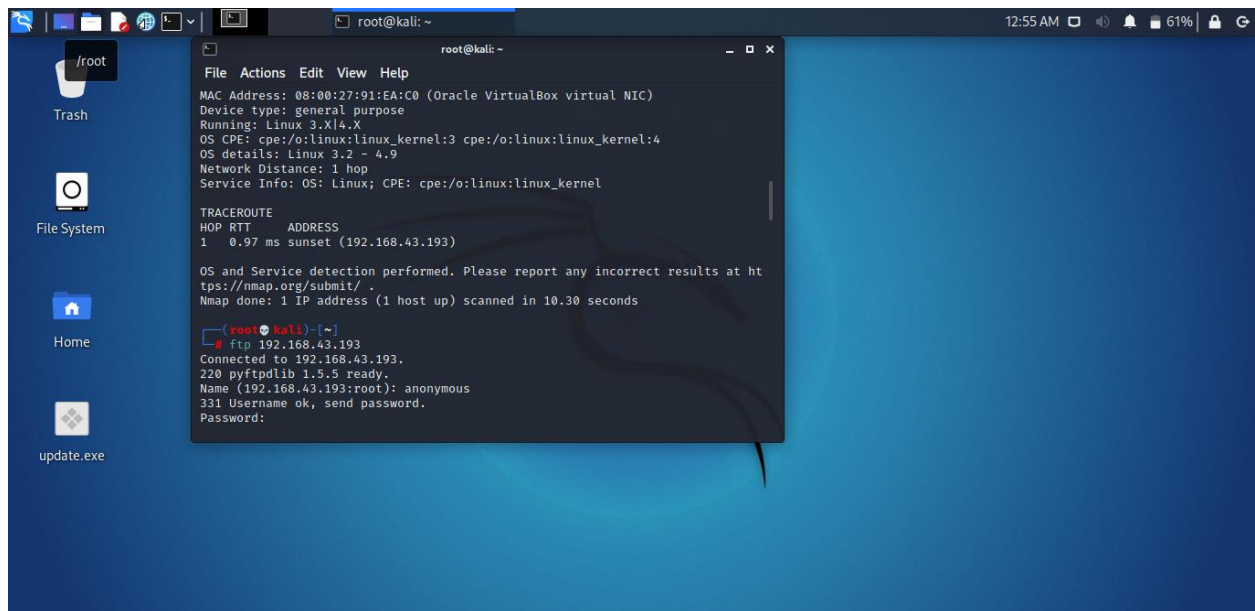 root@kali: ~
12:55 AM
61%
/root
Trash
File System
Home
update.exe
root@kali: ~
File Actions Edit View Help
MAC Address: 08:00:27:91:EA:C0 (Oracle VirtualBox virtual NIC)
Device type: general purpose
Running: Linux 3.X|4.X
OS CPE: cpe:/o:linux:linux_kernel:3 cpe:/o:linux:linux_kernel:4
OS details: Linux 3.2 - 4.9
Network Distance: 1 hop
Service Info: OS: Linux; CPE: cpe:/o:linux:linux_kernel
TRACEROUTE
HOP RTT     ADDRESS
1   0.97 ms sunset (192.168.43.193)
OS and Service detection performed. Please report any incorrect results at ht
tps://nmap.org/submit/ .
Nmap done: 1 IP address (1 host up) scanned in 10.30 seconds
┌──(root💀kali)-[~]
└─# ftp 192.168.43.193
Connected to 192.168.43.193.
220 pyftpdlib 1.5.5 ready.
Name (192.168.43.193:root): anonymous
331 Username ok, send password.
Password: